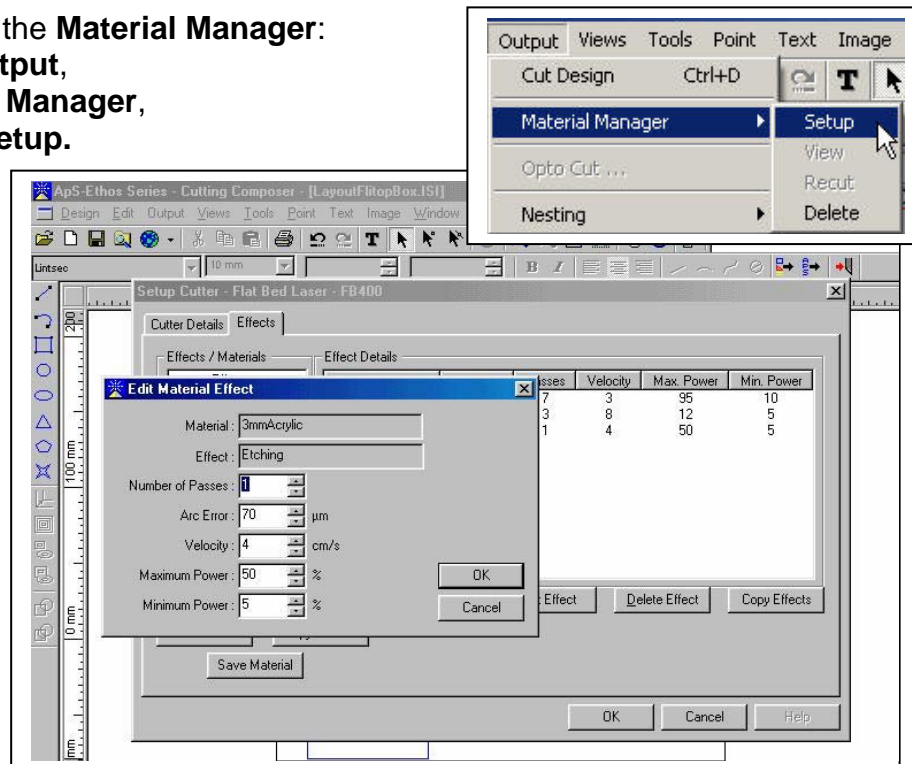 the Material Manager:
tput,
Manager,
etup.
Output Views Tools Point Text Image
Cut Design Ctrl+D
T
Material Manager
Setup
View
Opto Cut ...
Recut
Nesting
Delete
ApS-Ethos Series - Cutting Composer - [LayoutFlitopBox.ISI]
Design Edit Output Views Tools Point Text Image Window
T
Lintsec 10 mm B I
Setup Cutter - Flat Bed Laser - FB400
Cutter Details Effects
Effects / Materials Effect Details
sses Velocity Max. Power Min. Power
7 3 95 10
3 8 12 5
1 4 50 5
Edit Material Effect
Material : 3mmAcrylic
Effect : Etching
Number of Passes : 1
Arc Error : 70 µm
Velocity : 4 cm/s
Maximum Power : 50 %
Minimum Power : 5 %
OK
Cancel
Effect Delete Effect Copy Effects
Save Material
OK Cancel Help
200
100 mm
0 mm
mm